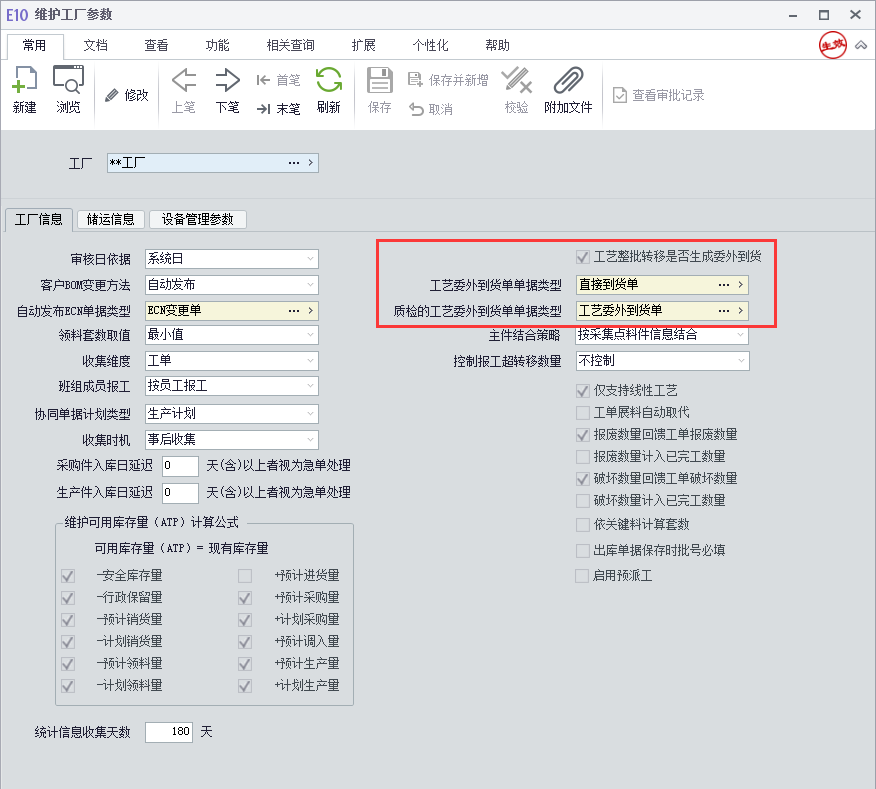 E10 维护工厂参数
常用 文档 查看 功能 相关查询 扩展 个性化 帮助 生效
新建 浏览 修改 上笔 下笔 首笔 末笔 刷新 保存 保存并新增 取消 校验 附加文件 查看审批记录
工厂 **工厂
工厂信息 储运信息 设备管理参数
审核日依据 系统日
客户BOM变更方法 自动发布
自动发布ECN单据类型 ECN变更单
领料套数取值 最小值
收集维度 工单
班组成员报工 按员工报工
协同单据计划类型 生产计划
收集时机 事后收集
采购件入库日延迟 0 天(含)以上者视为急单处理
生产件入库日延迟 0 天(含)以上者视为急单处理
维护可用库存量（ATP）计算公式
可用库存量（ATP）= 现有库存量
-安全库存量 +预计进货量
-行政保留量 +预计采购量
-预计销货量 +计划采购量
-计划销货量 +预计调入量
-预计领料量 +预计生产量
-计划领料量 +计划生产量
统计信息收集天数 180 天
工艺整批转移是否生成委外到货
工艺委外到货单单据类型 直接到货单
质检的工艺委外到货单单据类型 工艺委外到货单
主件结合策略 按采集点料件信息结合
控制报工超转移数量 不控制
仅支持线性工艺
工单展料自动取代
报废数量回馈工单报废数量
报废数量计入已完工数量
破坏数量回馈工单破坏数量
破坏数量计入已完工数量
依关键料计算套数
出库单据保存时批号必填
启用预派工